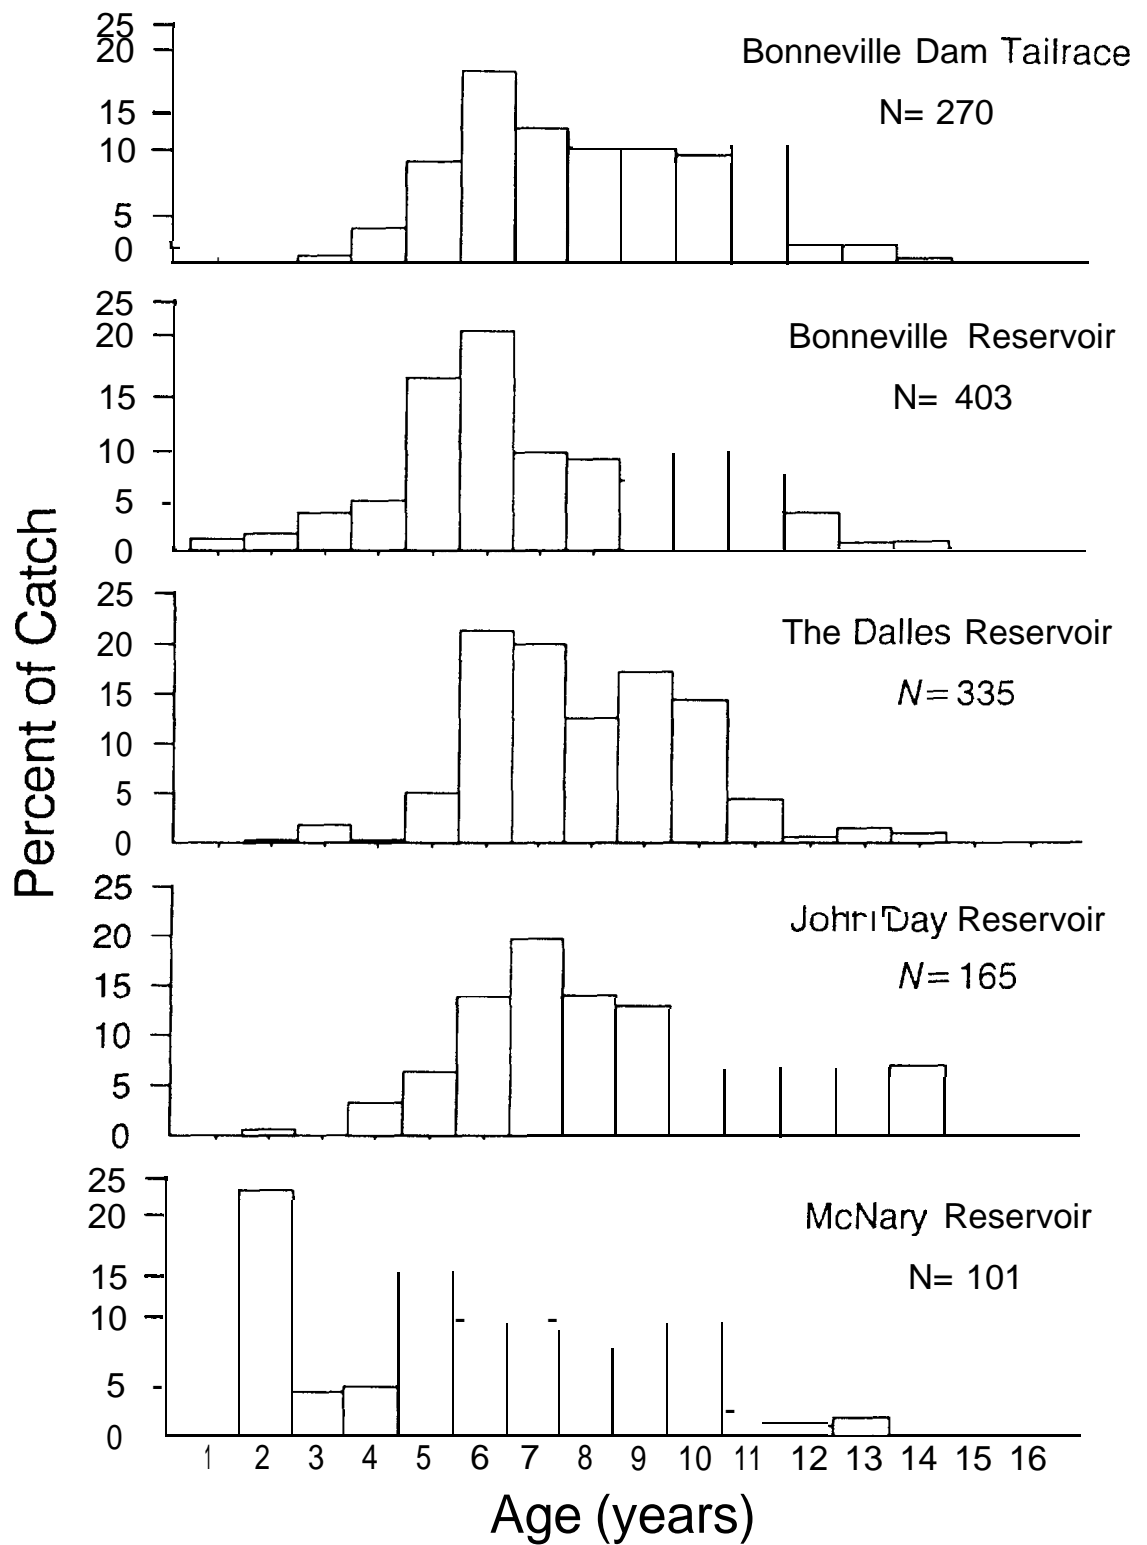 Percent of Catch
25
20
15
10
5
0
Bonneville Dam Tailrace
N= 270
25
20
15
10
5
0
Bonneville Reservoir
N= 403
25
20
15
10
5
0
The Dalles Reservoir
N=335
25
20
15
10
5
0
John Day Reservoir
N=165
25
20
15
10
5
0
McNary Reservoir
N= 101
1 2 3 4 5 6 7 8 9 10 11 12 13 14 15 16
Age (years)